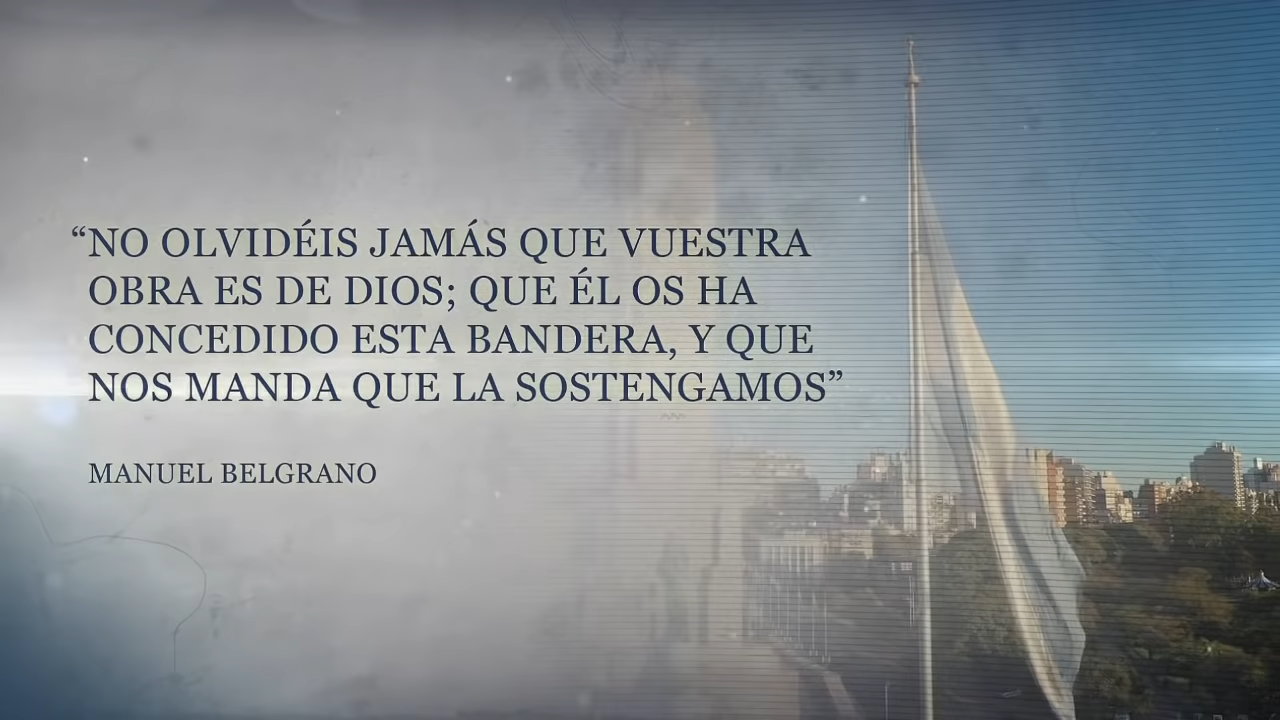 “NO OLVIDÉIS JAMÁS QUE VUESTRA
OBRA ES DE DIOS; QUE ÉL OS HA
CONCEDIDO ESTA BANDERA, Y QUE
NOS MANDA QUE LA SOSTENGAMOS”
MANUEL BELGRANO